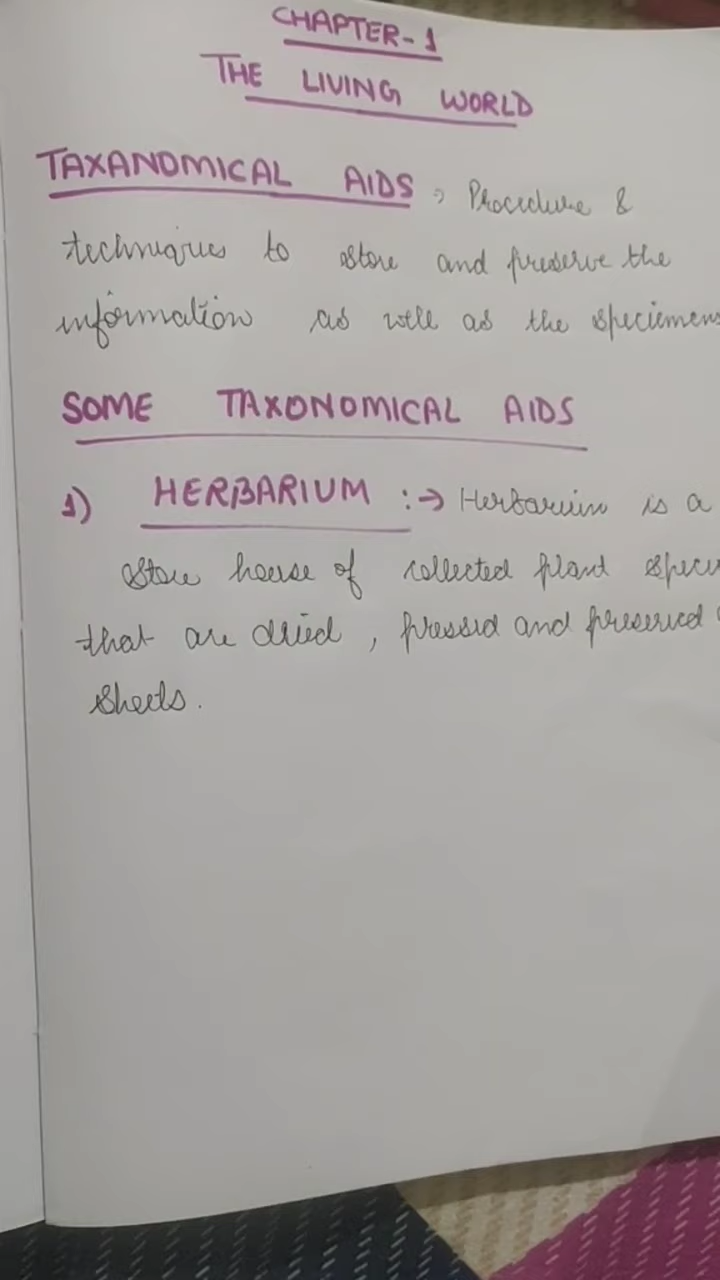 CHAPTER-1
THE LIVING WORLD
TAXANOMICAL AIDS : Procedure &
techniques to store and preserve the
information as well as the specimens
SOME TAXONOMICAL AIDS
1) HERBARIUM :→ Herbarium is a
store house of collected plant speci
that are dried, pressed and preserved
sheets.